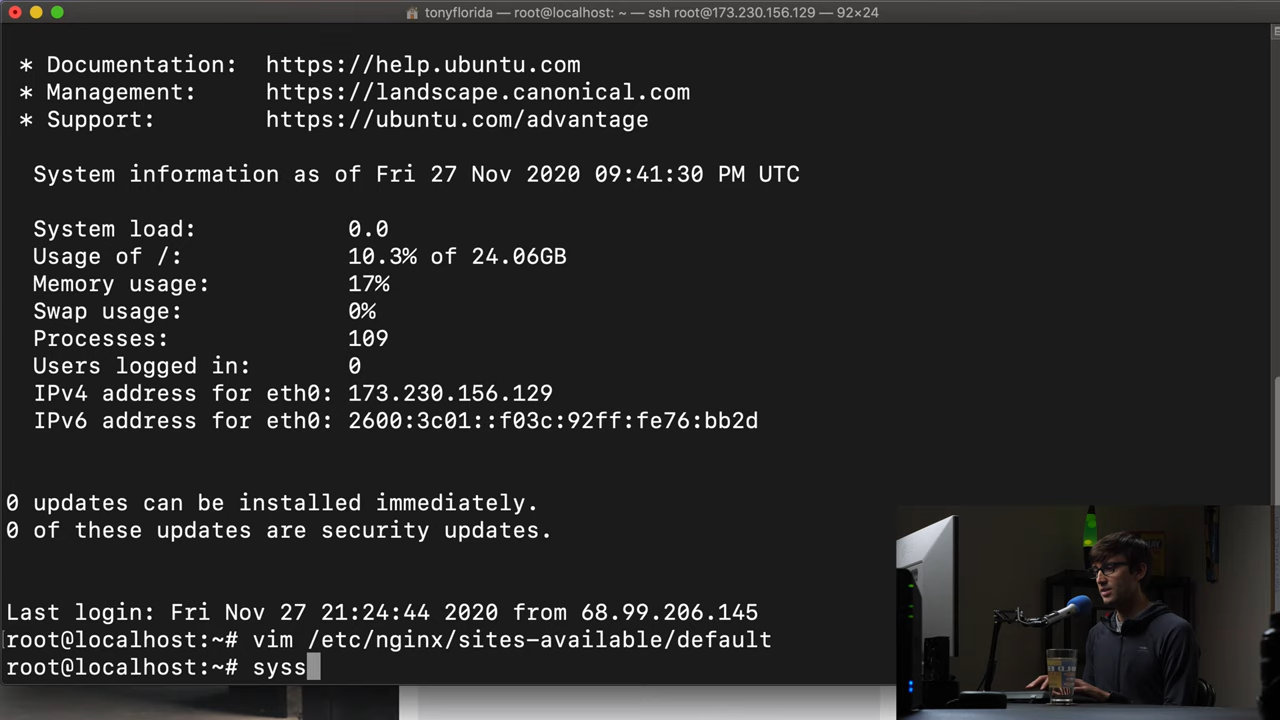 tonyflorida — root@localhost: ~ — ssh root@173.230.156.129 — 92×24
* Documentation: https://help.ubuntu.com
* Management: https://landscape.canonical.com
* Support: https://ubuntu.com/advantage
System information as of Fri 27 Nov 2020 09:41:30 PM UTC
System load: 0.0
Usage of /: 10.3% of 24.06GB
Memory usage: 17%
Swap usage: 0%
Processes: 109
Users logged in: 0
IPv4 address for eth0: 173.230.156.129
IPv6 address for eth0: 2600:3c01::f03c:92ff:fe76:bb2d
0 updates can be installed immediately.
0 of these updates are security updates.
Last login: Fri Nov 27 21:24:44 2020 from 68.99.206.145
root@localhost:~# vim /etc/nginx/sites-available/default
root@localhost:~# syss